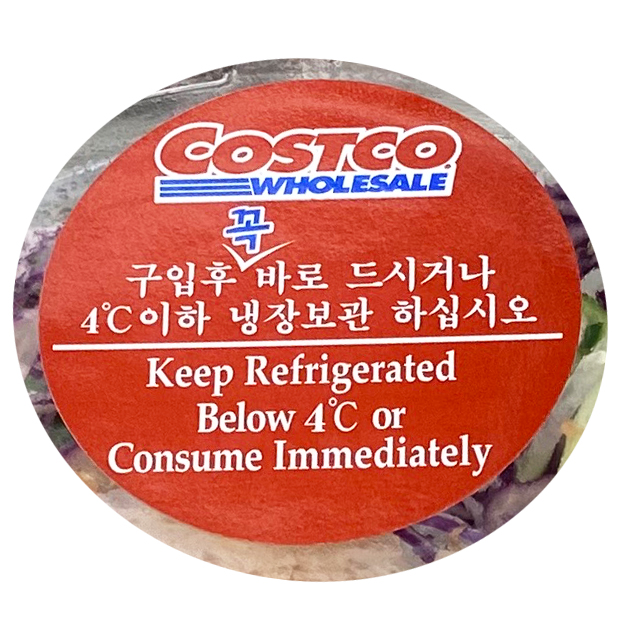 COSTCO
WHOLESALE
꼭
구입후 바로 드시거나
4℃이하 냉장보관 하십시오
Keep Refrigerated
Below 4℃ or
Consume Immediately